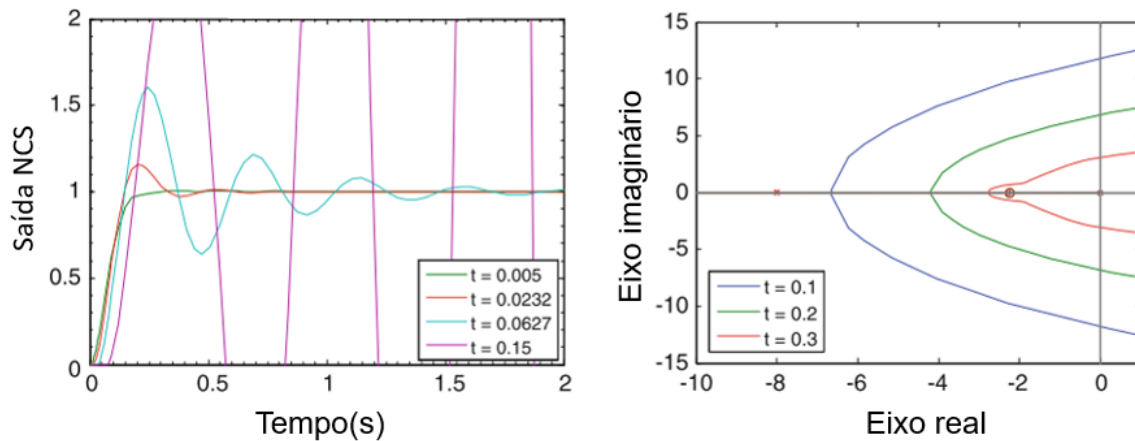 2
1.5
1
0.5
0
0
0.5
1
1.5
2
Saída NCS
Tempo(s)
t = 0.005
t = 0.0232
t = 0.0627
t = 0.15
15
10
5
0
-5
-10
-15
-10
-8
-6
-4
-2
0
Eixo imaginário
Eixo real
t = 0.1
t = 0.2
t = 0.3